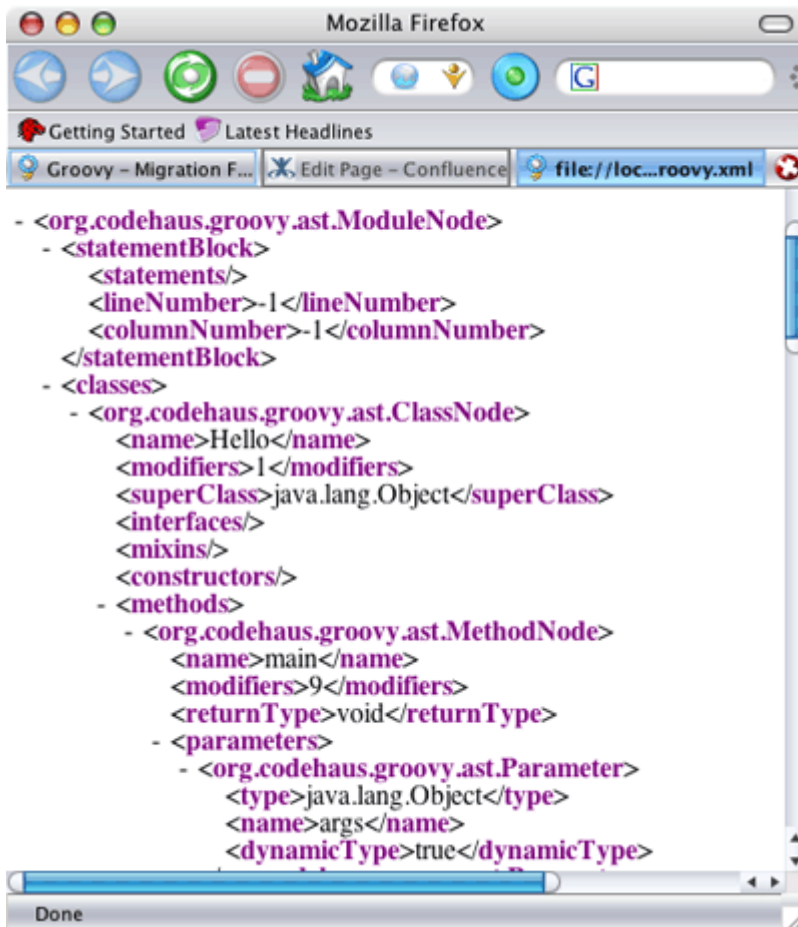 Mozilla Firefox
G
Getting Started Latest Headlines
Groovy - Migration F... Edit Page - Confluence file://loc...roovy.xml
- <org.codehaus.groovy.ast.ModuleNode>
- <statementBlock>
<statements/>
<lineNumber>-1</lineNumber>
<columnNumber>-1</columnNumber>
</statementBlock>
- <classes>
- <org.codehaus.groovy.ast.ClassNode>
<name>Hello</name>
<modifiers>1</modifiers>
<superClass>java.lang.Object</superClass>
<interfaces/>
<mixins/>
<constructors/>
- <methods>
- <org.codehaus.groovy.ast.MethodNode>
<name>main</name>
<modifiers>9</modifiers>
<returnType>void</returnType>
- <parameters>
- <org.codehaus.groovy.ast.Parameter>
<type>java.lang.Object</type>
<name>args</name>
<dynamicType>true</dynamicType>
Done